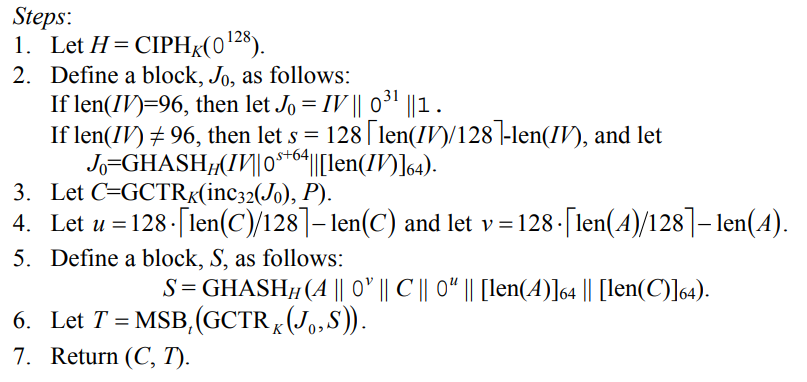 Steps:
1. Let H = CIPH_K(0^128).
2. Define a block, J_0, as follows:
If len(IV)=96, then let J_0 = IV || 0^31 ||1.
If len(IV) ≠ 96, then let s = 128⌈len(IV)/128⌉-len(IV), and let
J_0=GHASH_H(IV||0^(s+64)||[len(IV)]_64).
3. Let C=GCTR_K(inc_32(J_0), P).
4. Let u = 128·⌈len(C)/128⌉ – len(C) and let v = 128·⌈len(A)/128⌉ – len(A).
5. Define a block, S, as follows:
S = GHASH_H (A || 0^v || C || 0^u || [len(A)]_64 || [len(C)]_64).
6. Let T = MSB_t(GCTR_K(J_0, S)).
7. Return (C, T).